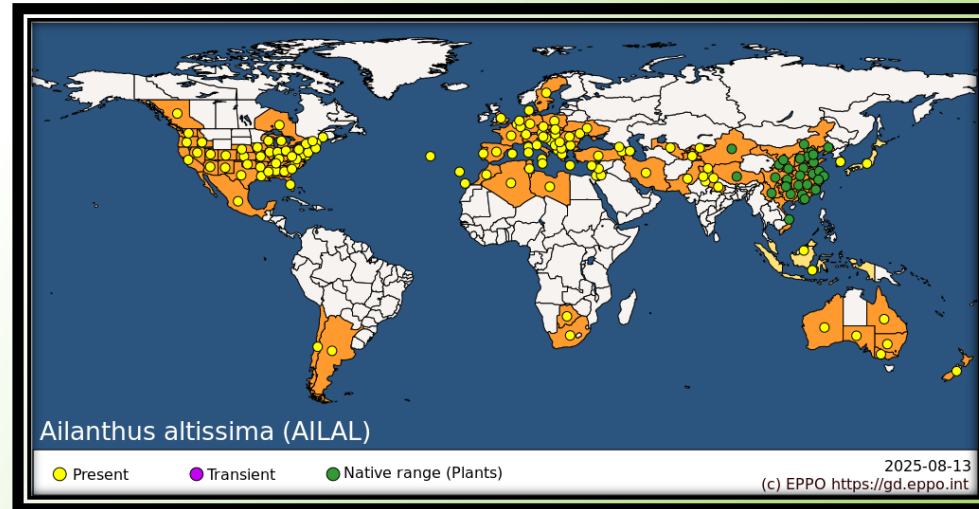 Ailanthus altissima (AILAL)
Present
Transient
Native range (Plants)
2025-08-13
(c) EPPO https://gd.eppo.int